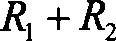 R₁ + R₂